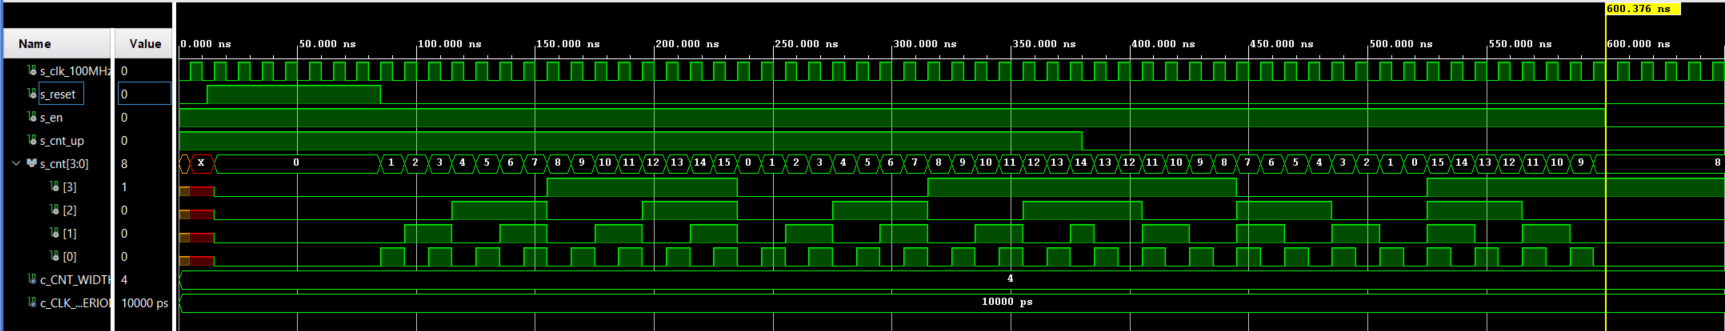 600.376 ns
Name Value 0.000 ns 50.000 ns 100.000 ns 150.000 ns 200.000 ns 250.000 ns 300.000 ns 350.000 ns 400.000 ns 450.000 ns 500.000 ns 550.000 ns 600.000 ns
s_clk_100MHz 0
s_reset 0
s_en 0
s_cnt_up 0
s_cnt[3:0] 8 X 0 1 2 3 4 5 6 7 8 9 10 11 12 13 14 15 0 1 2 3 4 5 6 7 8 9 10 11 12 13 14 13 12 11 10 9 8 7 6 5 4 3 2 1 0 15 14 13 12 11 10 9 8
[3] 1
[2] 0
[1] 0
[0] 0
c_CNT_WIDTH 4 4
c_CLK_...ERIOD 10000 ps 10000 ps